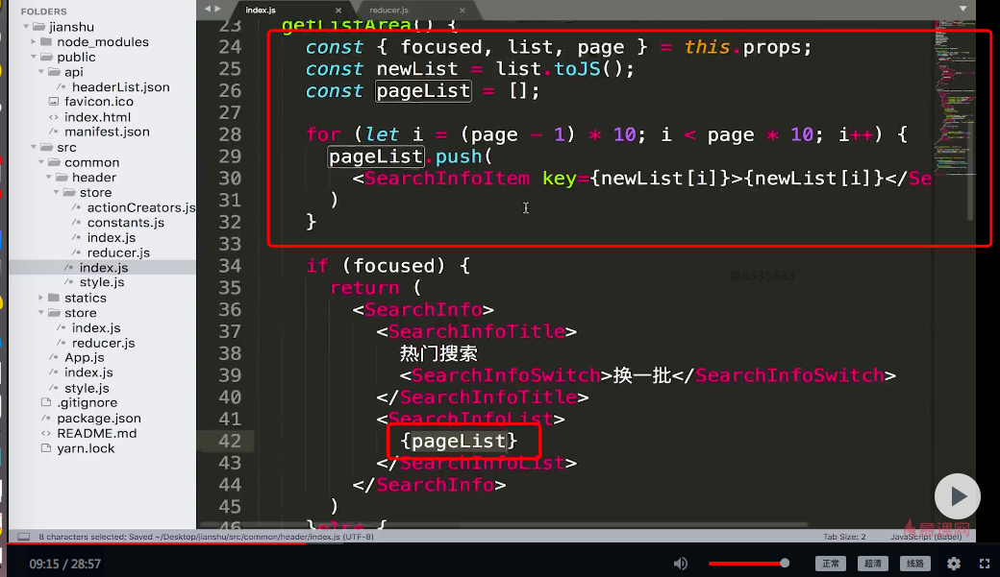 FOLDERS
jianshu
node_modules
public
api
headerList.json
favicon.ico
index.html
manifest.json
src
common
header
store
actionCreators.js
constants.js
index.js
reducer.js
index.js
style.js
statics
store
index.js
reducer.js
App.js
index.js
style.js
.gitignore
package.json
README.md
yarn.lock
index.js
reducer.js
23 getListArea() {
24 const { focused, list, page } = this.props;
25 const newList = list.toJS();
26 const pageList = [];
27
28 for (let i = (page - 1) * 10; i < page * 10; i++) {
29 pageList.push(
30 <SearchInfoItem key={newList[i]}>{newList[i]}</Se
31 )
32 }
33
34 if (focused) {
35 return (
36 <SearchInfo>
37 <SearchInfoTitle>
38 热门搜索
39 <SearchInfoSwitch>换一批</SearchInfoSwitch>
40 </SearchInfoTitle>
41 <SearchInfoList>
42 {pageList}
43 </SearchInfoList>
44 </SearchInfo>
45 )
46 }else {
@6535683
8 characters selected; Saved ~/Desktop/jianshu/src/common/header/index.js (UTF-8)
Tab Size: 2
JavaScript (Babel)
慕课网
09:15 / 28:57
正常
超清
线路